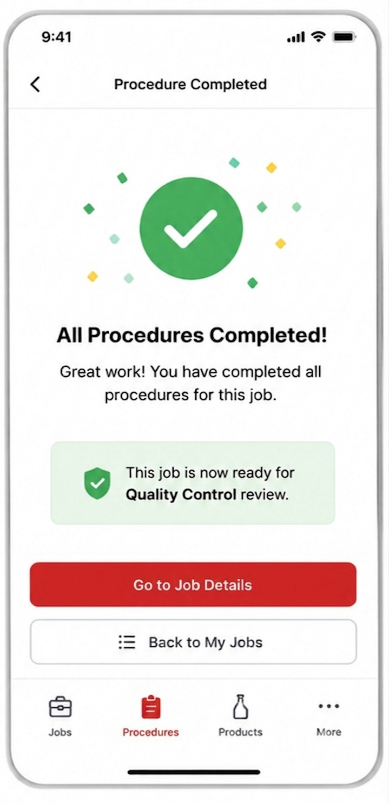 9:41
Procedure Completed
All Procedures Completed!
Great work! You have completed all
procedures for this job.
This job is now ready for
Quality Control review.
Go to Job Details
Back to My Jobs
Jobs
Procedures
Products
More